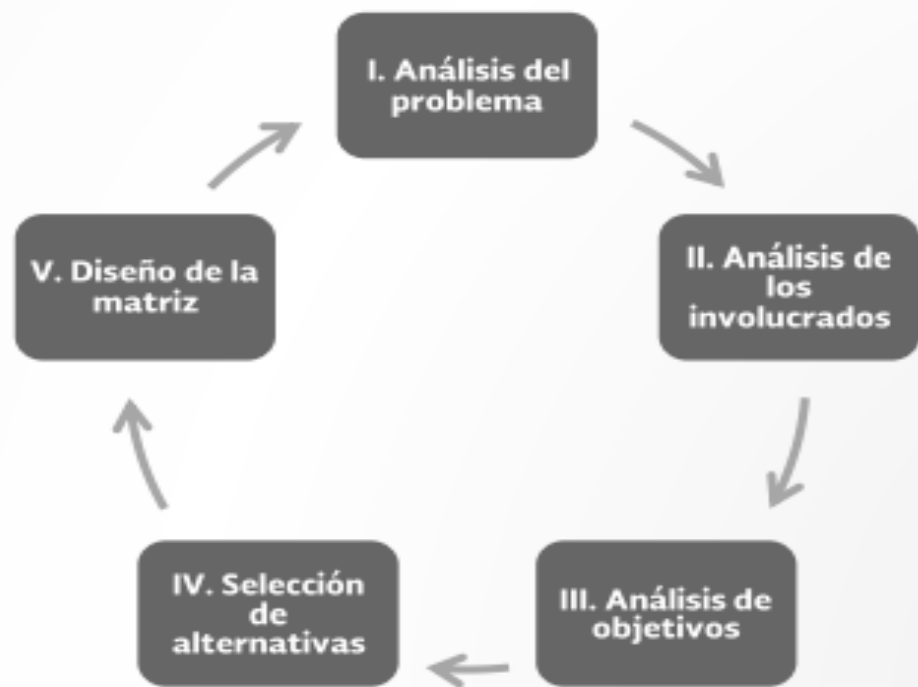 I. Análisis del
problema
II. Análisis de
los
involucrados
III. Análisis de
objetivos
IV. Selección
de
alternativas
V. Diseño de la
matriz